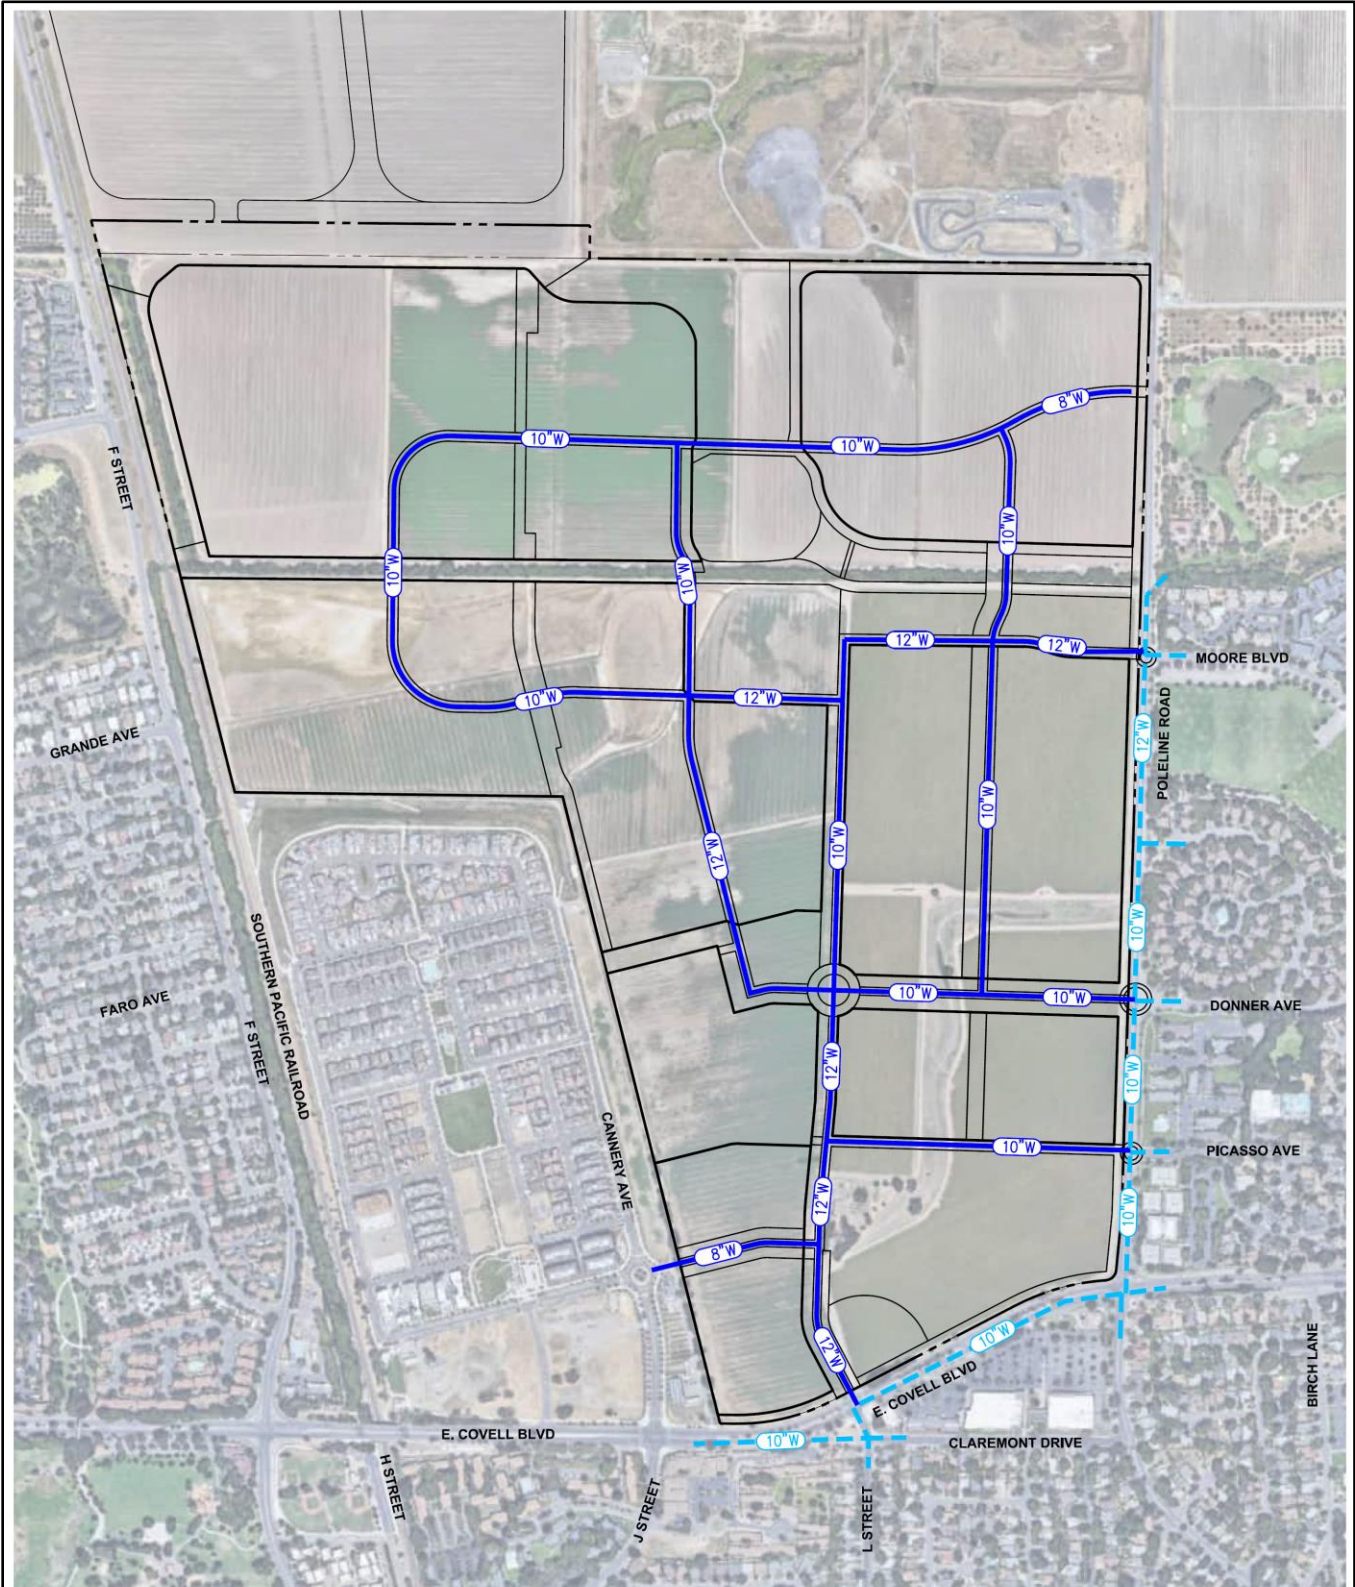 8"W
10"W
10"W
F STREET
10"W
10"W
10"W
12"W
12"W
MOORE BLVD
10"W
12"W
12"W
POLELINE ROAD
GRANDE AVE
10"W
10"W
12"W
10"W
SOUTHERN PACIFIC RAILROAD
FARO AVE
10"W
10"W
DONNER AVE
F STREET
12"W
10"W
CANNERY AVE
10"W
PICASSO AVE
12"W
10"W
8"W
12"W
10"W
BIRCH LANE
E. COVELL BLVD
E. COVELL BLVD
10"W
CLAREMONT DRIVE
H STREET
J STREET
L STREET